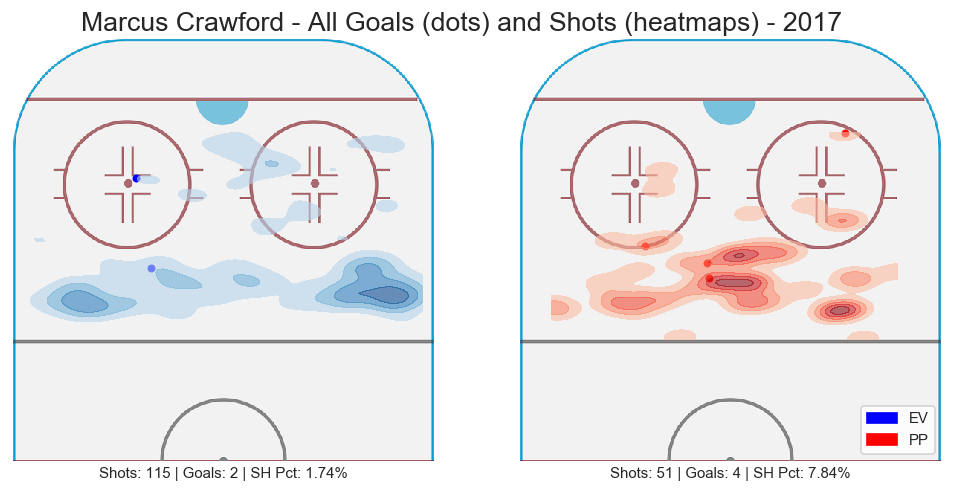 Marcus Crawford - All Goals (dots) and Shots (heatmaps) - 2017
EV
PP
Shots: 115 | Goals: 2 | SH Pct: 1.74%
Shots: 51 | Goals: 4 | SH Pct: 7.84%